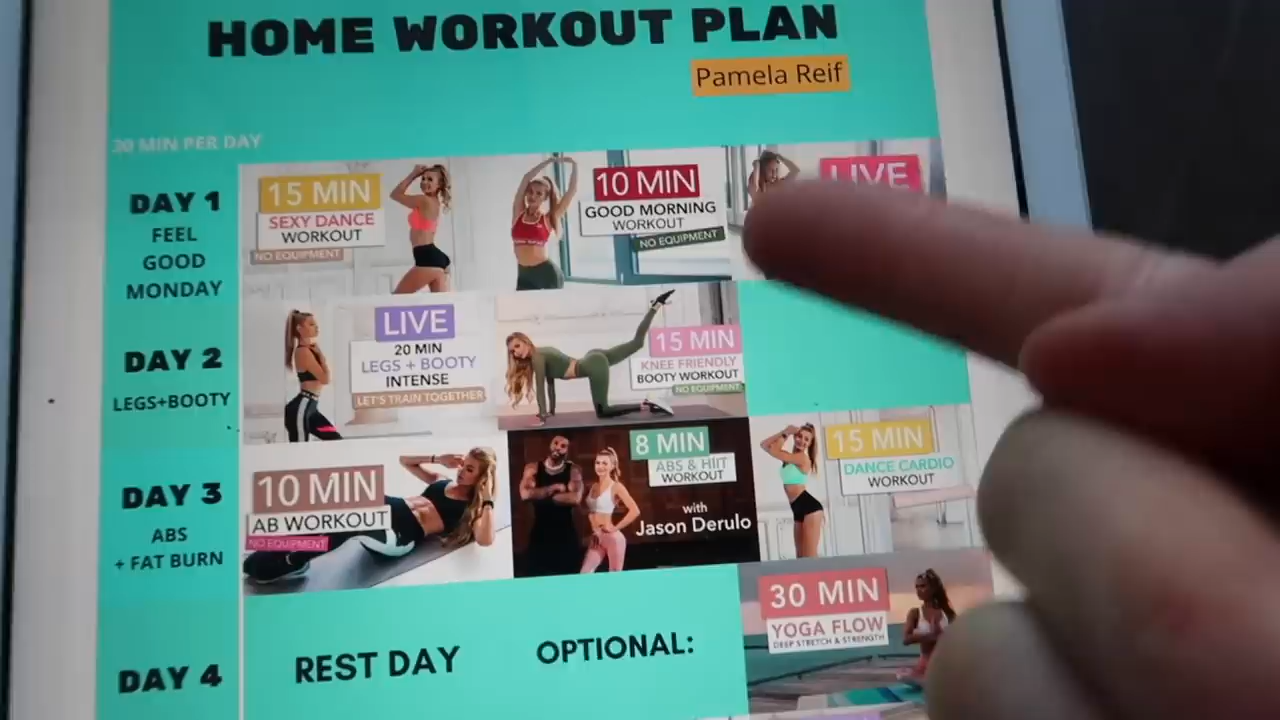 HOME WORKOUT PLAN
Pamela Reif
30 MIN PER DAY
DAY 1
FEEL
GOOD
MONDAY
15 MIN
SEXY DANCE
WORKOUT
NO EQUIPMENT
10 MIN
GOOD MORNING
WORKOUT
NO EQUIPMENT
LIVE
DAY 2
LEGS+BOOTY
LIVE
20 MIN
LEGS + BOOTY
INTENSE
LET'S TRAIN TOGETHER
15 MIN
KNEE FRIENDLY
BOOTY WORKOUT
NO EQUIPMENT
DAY 3
ABS
+ FAT BURN
10 MIN
AB WORKOUT
NO EQUIPMENT
8 MIN
ABS & HIIT
WORKOUT
with
Jason Derulo
15 MIN
DANCE CARDIO
WORKOUT
DAY 4
REST DAY
OPTIONAL:
30 MIN
YOGA FLOW
DEEP STRETCH & STRENGTH